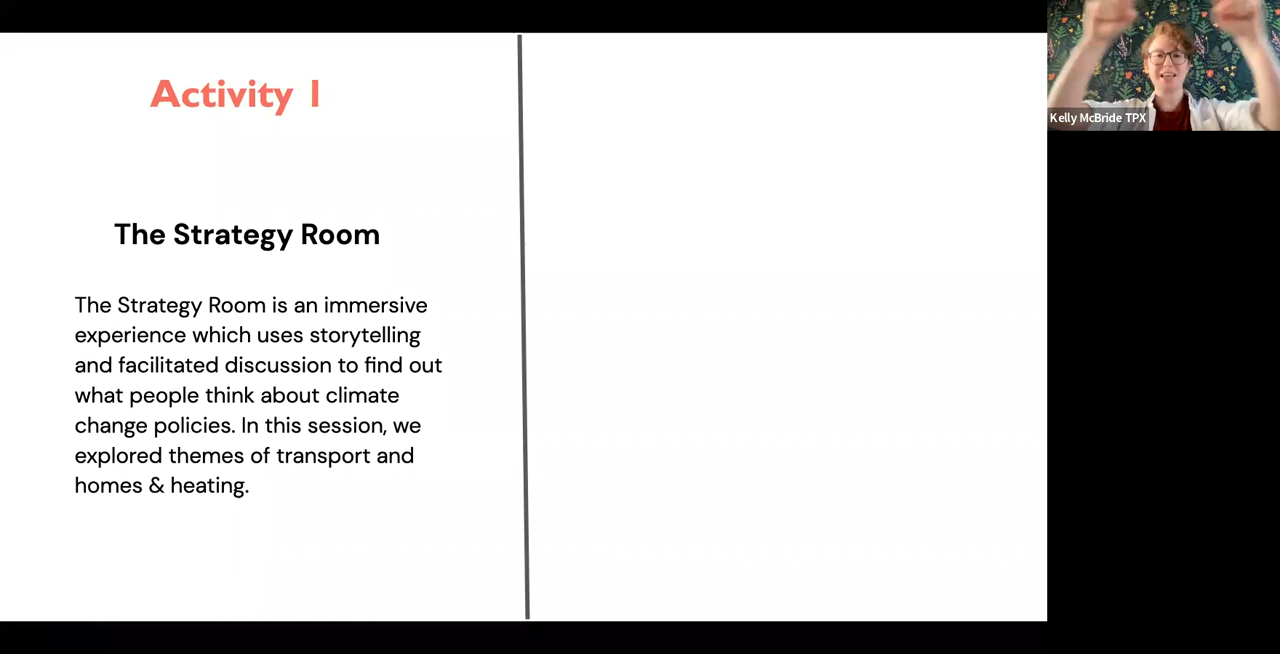 Activity 1
The Strategy Room
The Strategy Room is an immersive
experience which uses storytelling
and facilitated discussion to find out
what people think about climate
change policies. In this session, we
explored themes of transport and
homes & heating.
Kelly McBride TPX